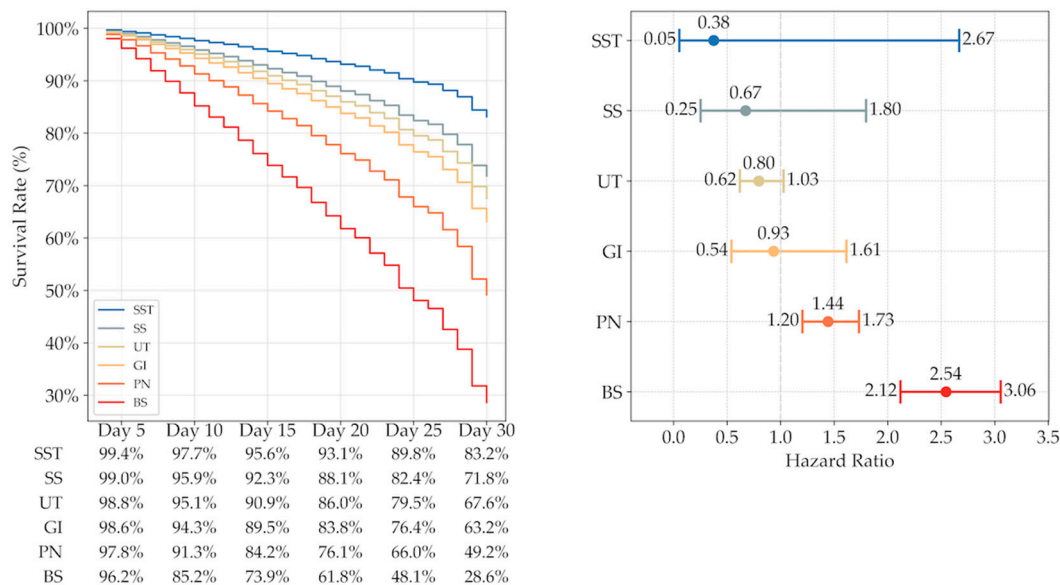 100%
90%
80%
70%
60%
50%
40%
30%
Survival Rate (%)
SST
SS
UT
GI
PN
BS
Day 5 Day 10 Day 15 Day 20 Day 25 Day 30
SST 99.4% 97.7% 95.6% 93.1% 89.8% 83.2%
SS 99.0% 95.9% 92.3% 88.1% 82.4% 71.8%
UT 98.8% 95.1% 90.9% 86.0% 79.5% 67.6%
GI 98.6% 94.3% 89.5% 83.8% 76.4% 63.2%
PN 97.8% 91.3% 84.2% 76.1% 66.0% 49.2%
BS 96.2% 85.2% 73.9% 61.8% 48.1% 28.6%
0.38
SST 0.05 2.67
0.67
SS 0.25 1.80
0.80
UT 0.62 1.03
0.93
GI 0.54 1.61
1.44
PN 1.20 1.73
2.54
BS 2.12 3.06
0.0 0.5 1.0 1.5 2.0 2.5 3.0 3.5
Hazard Ratio